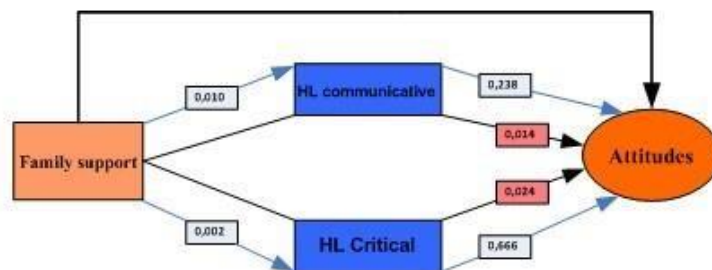 HL communicative
0,010
0,238
0,014
Family support
Attitudes
0,024
0,002
HL Critical
0,666